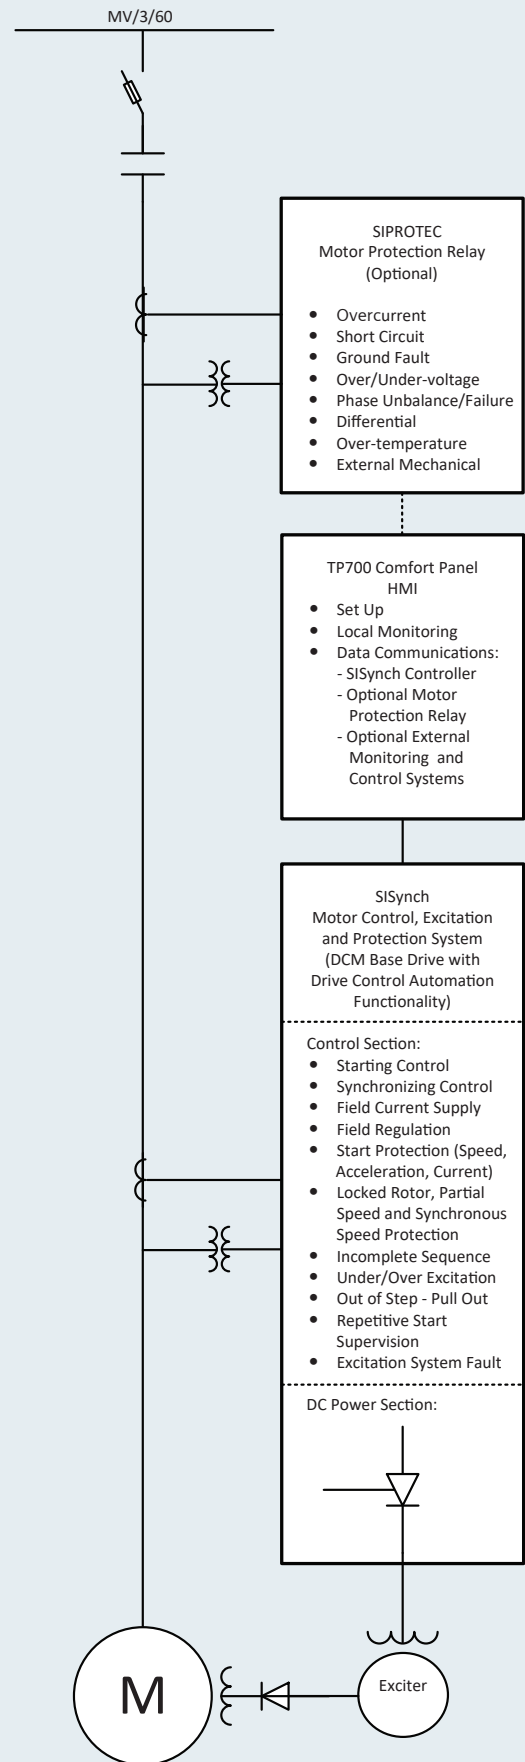 MV/3/60
SIPROTEC
Motor Protection Relay
(Optional)
• Overcurrent
• Short Circuit
• Ground Fault
• Over/Under-voltage
• Phase Unbalance/Failure
• Differential
• Over-temperature
• External Mechanical
TP700 Comfort Panel
HMI
• Set Up
• Local Monitoring
• Data Communications:
- SISynch Controller
- Optional Motor
Protection Relay
- Optional External
Monitoring and
Control Systems
SISynch
Motor Control, Excitation
and Protection System
(DCM Base Drive with
Drive Control Automation
Functionality)
Control Section:
• Starting Control
• Synchronizing Control
• Field Current Supply
• Field Regulation
• Start Protection (Speed,
Acceleration, Current)
• Locked Rotor, Partial
Speed and Synchronous
Speed Protection
• Incomplete Sequence
• Under/Over Excitation
• Out of Step - Pull Out
• Repetitive Start
Supervision
• Excitation System Fault
DC Power Section:
M
Exciter